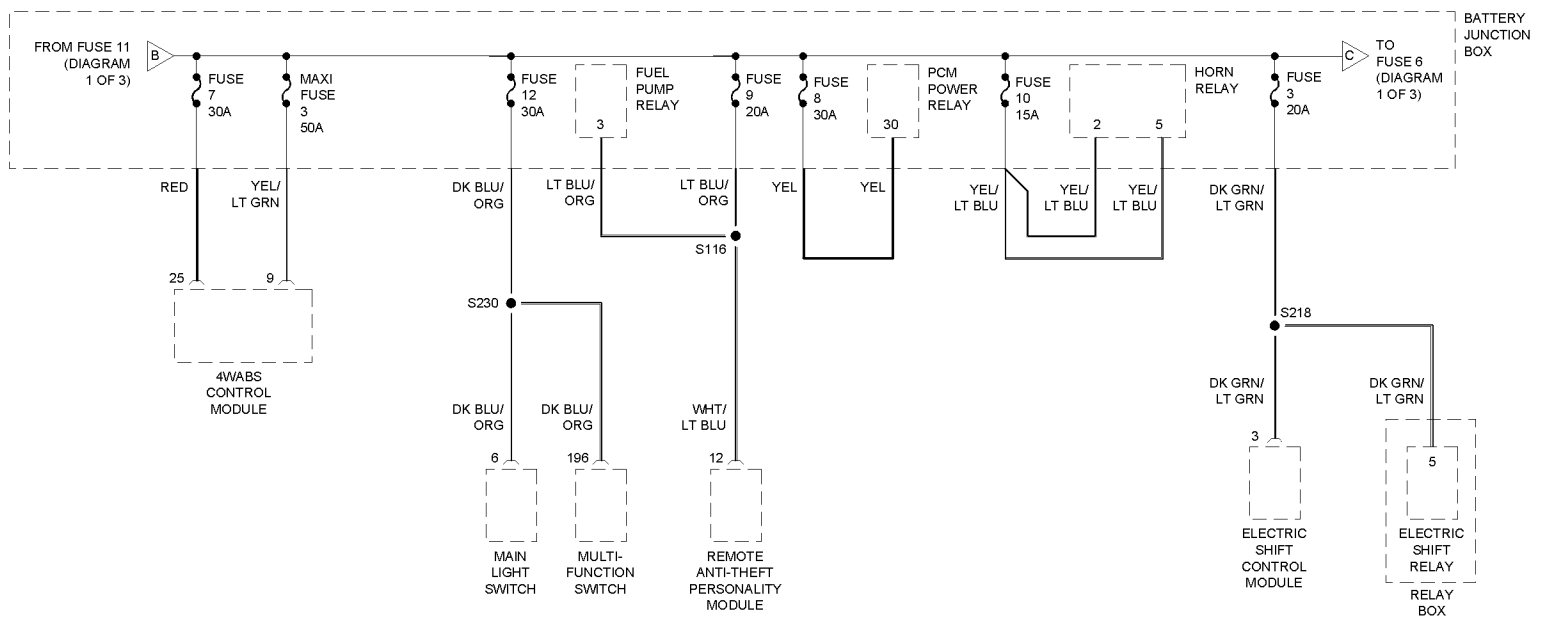 FROM FUSE 11
(DIAGRAM
1 OF 3)
B
FUSE
7
30A
MAXI
FUSE
3
50A
FUSE
12
30A
FUEL
PUMP
RELAY
3
FUSE
9
20A
FUSE
8
30A
PCM
POWER
RELAY
30
FUSE
10
15A
HORN
RELAY
2
5
FUSE
3
20A
C
TO
FUSE 6
(DIAGRAM
1 OF 3)
BATTERY
JUNCTION
BOX
RED
YEL/
LT GRN
DK BLU/
ORG
LT BLU/
ORG
LT BLU/
ORG
YEL
YEL
YEL/
LT BLU
YEL/
LT BLU
YEL/
LT BLU
DK GRN/
LT GRN
S116
25
9
4WABS
CONTROL
MODULE
S230
S218
DK BLU/
ORG
DK BLU/
ORG
WHT/
LT BLU
DK GRN/
LT GRN
DK GRN/
LT GRN
6
196
12
3
5
MAIN
LIGHT
SWITCH
MULTI-
FUNCTION
SWITCH
REMOTE
ANTI-THEFT
PERSONALITY
MODULE
ELECTRIC
SHIFT
CONTROL
MODULE
ELECTRIC
SHIFT
RELAY
RELAY
BOX